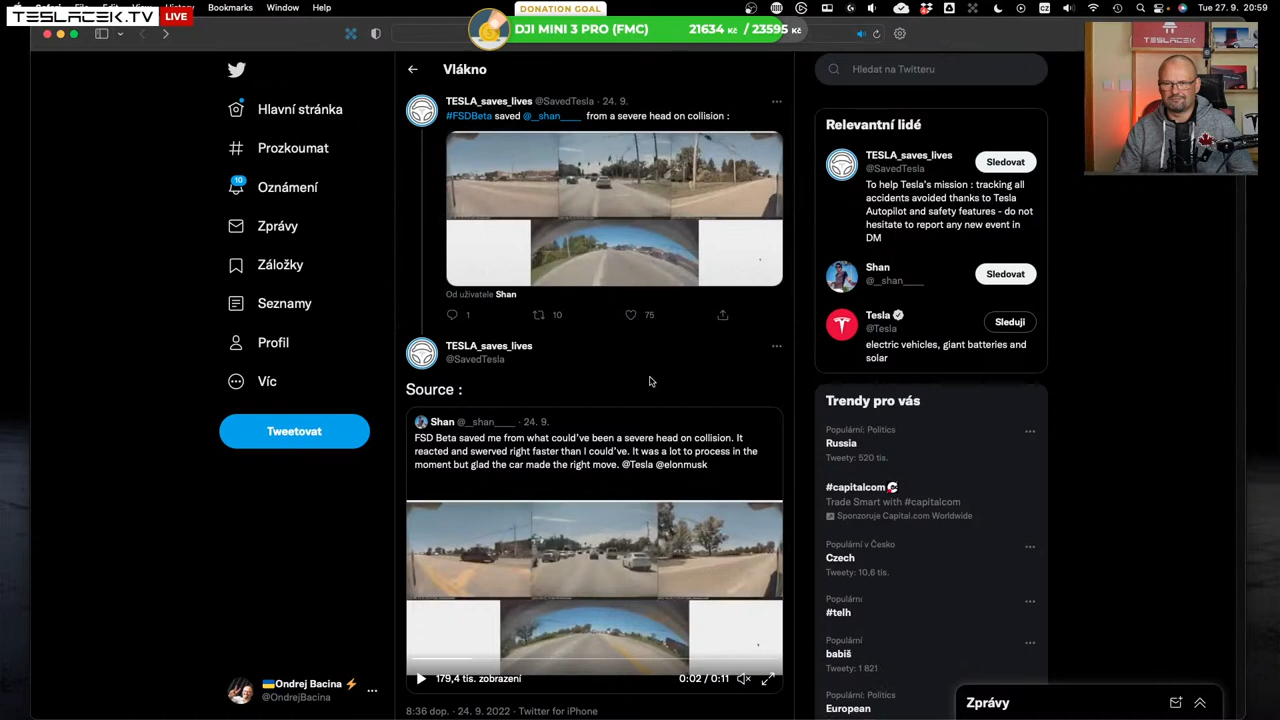 TESLACEK.TV LIVE
Bookmarks Window Help
DONATION GOAL
DJI MINI 3 PRO (FMC) 21634 Kč / 23595 Kč
CZ Tue 27. 9. 20:59
TESLACEK
Hlavní stránka
Prozkoumat
10
Oznámení
Zprávy
Záložky
Seznamy
Profil
Víc
Tweetovat
Ondrej Bacina
@OndrejBacina
Vlákno
TESLA_saves_lives @SavedTesla · 24. 9.
#FSDBeta saved @_shan____ from a severe head on collision :
Od uživatele Shan
1 10 75
TESLA_saves_lives
@SavedTesla
Source :
Shan @_shan____ · 24. 9.
FSD Beta saved me from what could've been a severe head on collision. It
reacted and swerved right faster than I could've. It was a lot to process in the
moment but glad the car made the right move. @Tesla @elonmusk
179,4 tis. zobrazení 0:02 / 0:11
8:36 dop. · 24. 9. 2022 · Twitter for iPhone
Hledat na Twitteru
Relevantní lidé
TESLA_saves_lives
@SavedTesla
Sledovat
To help Tesla's mission : tracking all
accidents avoided thanks to Tesla
Autopilot and safety features - do not
hesitate to report any new event in
DM
Shan
@_shan____
Sledovat
Tesla
@Tesla
Sleduji
electric vehicles, giant batteries and
solar
Trendy pro vás
Populární: Politics
Russia
Tweety: 520 tis.
#capitalcom
Trade Smart with #capitalcom
Sponzoruje Capital.com Worldwide
Populární v Česko
Czech
Tweety: 10,6 tis.
Populární
#telh
Populární
babiš
Tweety: 1 821
Populární: Politics
European
Zprávy